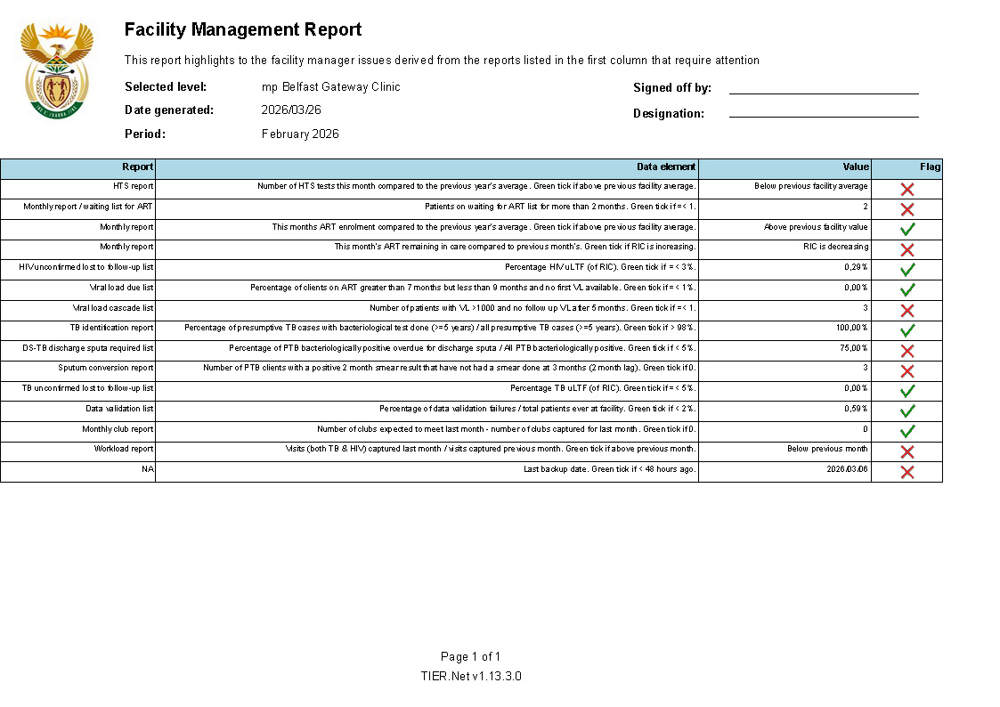 Facility Management Report
This report highlights to the facility manager issues derived from the reports listed in the first column that require attention
Selected level: mp Belfast Gateway Clinic Signed off by:
Date generated: 2026/03/26 Designation:
Period: February 2026
Report Data element Value Flag
HTS report Number of HTS tests this month compared to the previous year's average. Green tick if above previous facility average. Below previous facility average
Monthly report / waiting list for ART Patients on waiting for ART list for more than 2 months. Green tick if =< 1. 2
Monthly report This months ART enrolment compared to the previous year's average. Green tick if above previous facility average. Above previous facility value
Monthly report This month's ART remaining in care compared to previous month's. Green tick if RIC is increasing. RIC is decreasing
HIV unconfirmed lost to follow-up list Percentage HIV uLTF (of RIC). Green tick if =< 3%. 0,29%
Viral load due list Percentage of clients on ART greater than 7 months but less than 9 months and no first VL available. Green tick if =< 1%. 0,00%
Viral load cascade list Number of patients with VL >1000 and no follow up VL after 5 months. Green tick if =< 1. 3
TB identification report Percentage of presumptive TB cases with bacteriological test done (>=5 years) / all presumptive TB cases (>=5 years). Green tick if > 98%. 100,00%
DS-TB discharge sputa required list Percentage of PTB bacteriologically positive overdue for discharge sputa / All PTB bacteriologically positive. Green tick if < 5%. 75,00%
Sputum conversion report Number of PTB clients with a positive 2 month smear result that have not had a smear done at 3 months (2 month lag). Green tick if 0. 3
TB unconfirmed lost to follow-up list Percentage TB uLTF (of RIC). Green tick if =< 5%. 0,00%
Data validation list Percentage of data validation failures / total patients ever at facility. Green tick if < 2%. 0,59%
Monthly club report Number of clubs expected to meet last month - number of clubs captured for last month. Green tick if 0. 0
Workload report Visits (both TB & HIV) captured last month / visits captured previous month. Green tick if above previous month. Below previous month
NA Last backup date. Green tick if < 48 hours ago. 2026/03/06
Page 1 of 1
TIER.Net v1.13.3.0